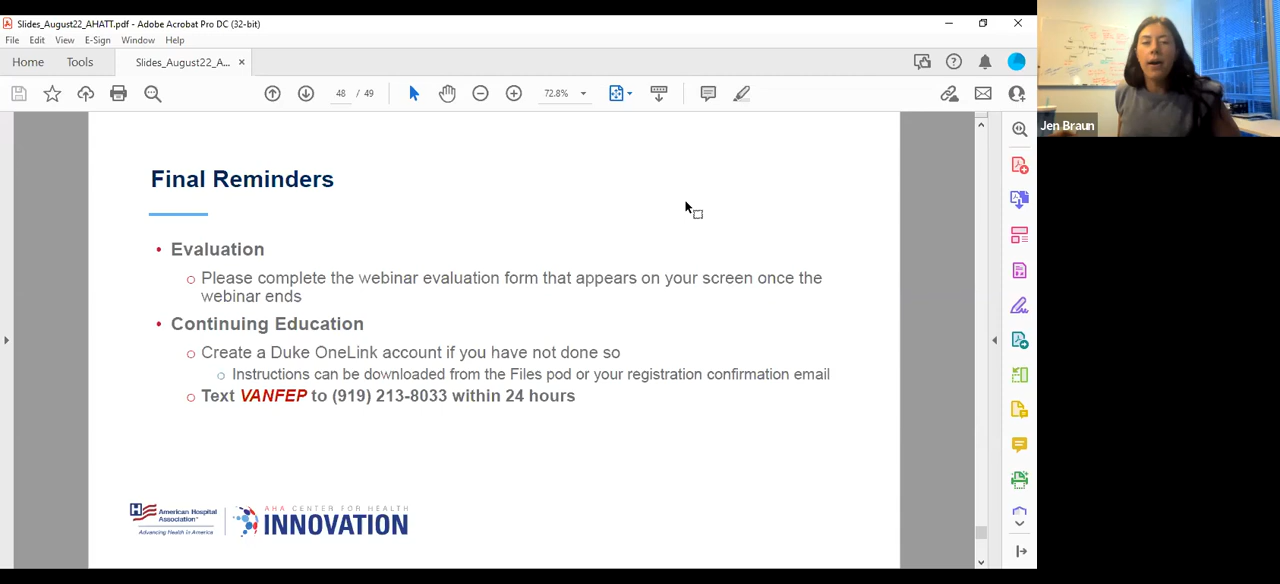 Slides_August22_AHATT.pdf - Adobe Acrobat Pro DC (32-bit)
File Edit View E-Sign Window Help
Home Tools Slides_August22_A... ×
48 / 49 72.8%
Jen Braun
Final Reminders
• Evaluation
Please complete the webinar evaluation form that appears on your screen once the
webinar ends
• Continuing Education
Create a Duke OneLink account if you have not done so
Instructions can be downloaded from the Files pod or your registration confirmation email
Text VANFEP to (919) 213-8033 within 24 hours
American Hospital
Association
Advancing Health in America
AHA CENTER FOR HEALTH
INNOVATION